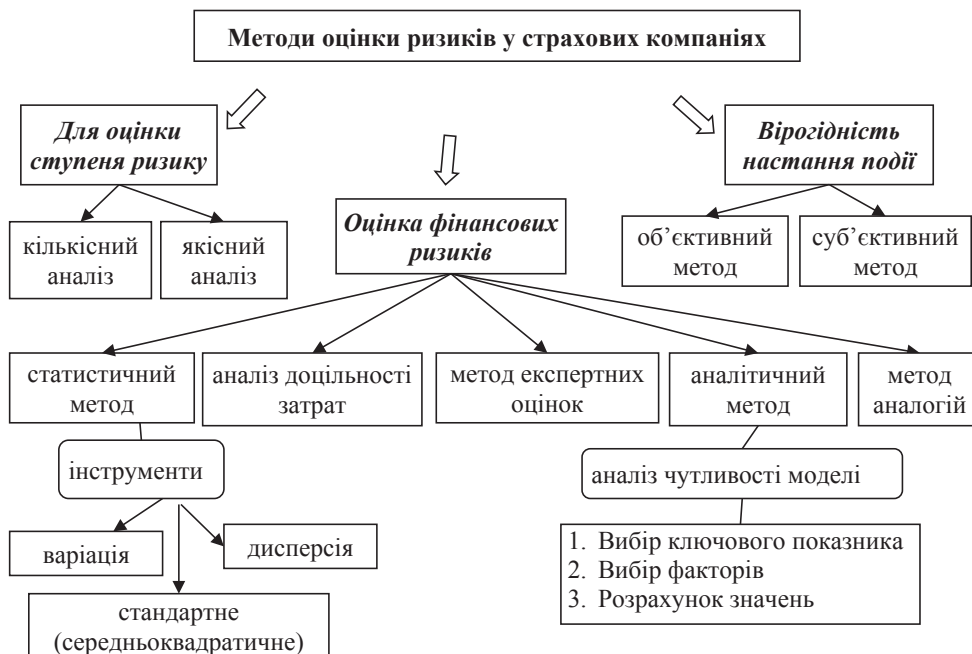 Методи оцінки ризиків у страхових компаніях
Для оцінки
ступеня ризику
Вірогідність
настання події
Оцінка фінансових
ризиків
кількісний
аналіз
якісний
аналіз
об’єктивний
метод
суб’єктивний
метод
статистичний
метод
аналіз доцільності
затрат
метод експертних
оцінок
аналітичний
метод
метод
аналогій
інструменти
аналіз чутливості моделі
варіація
дисперсія
стандартне
(середньоквадратичне)
1. Вибір ключового показника
2. Вибір факторів
3. Розрахунок значень